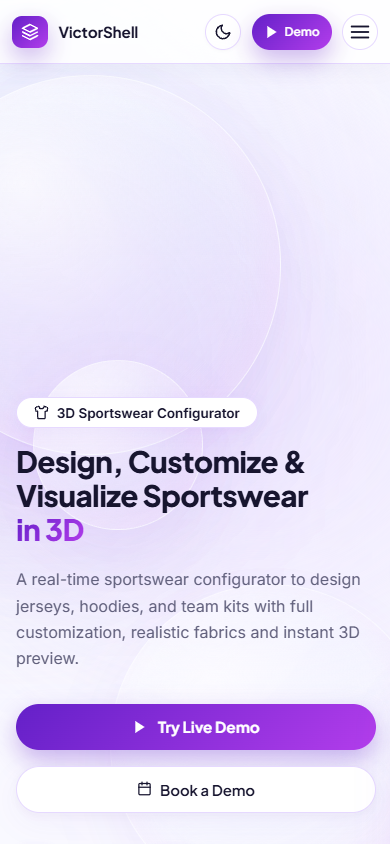 VictorShell
Demo
3D Sportswear Configurator
Design, Customize &
Visualize Sportswear
in 3D
A real-time sportswear configurator to design
jerseys, hoodies, and team kits with full
customization, realistic fabrics and instant 3D
preview.
Try Live Demo
Book a Demo